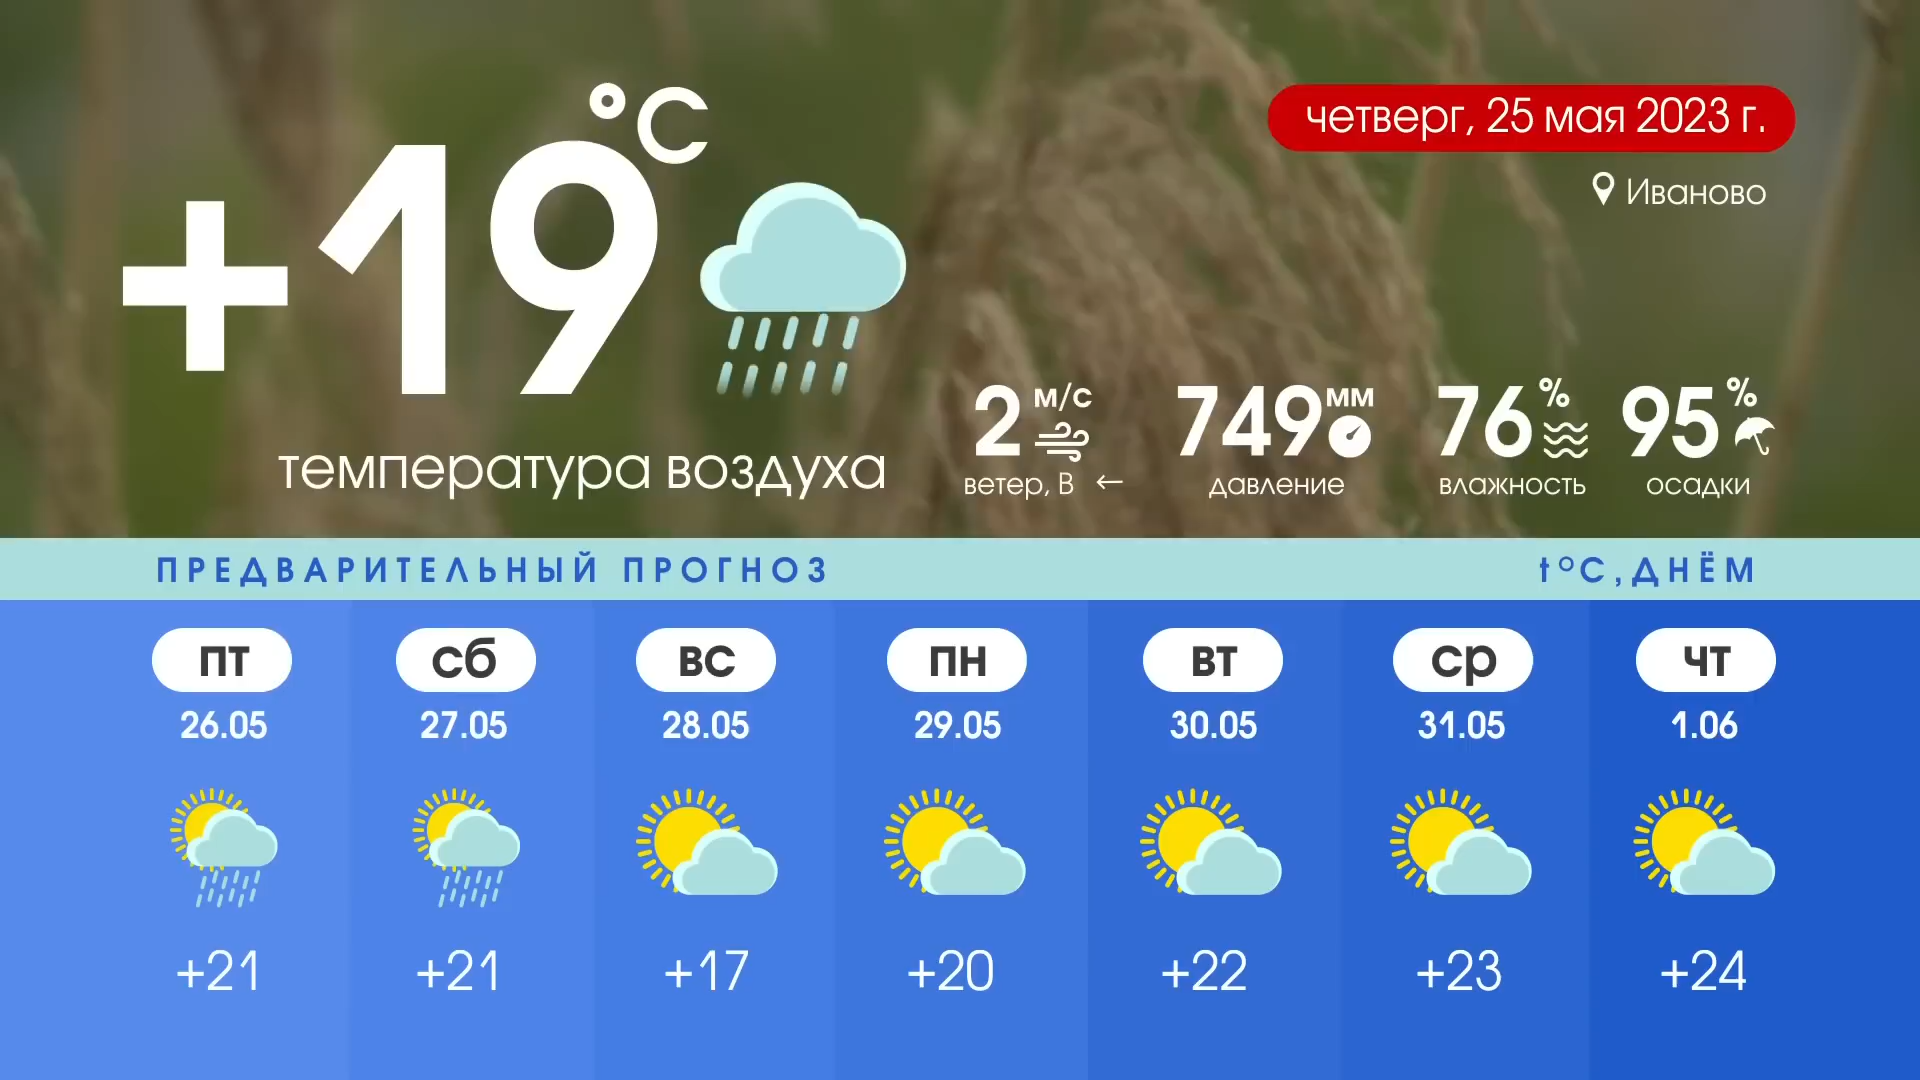 +19 °C
температура воздуха
четверг, 25 мая 2023 г.
Иваново
2 м/с
ветер, В ←
749 мм
давление
76 %
влажность
95 %
осадки
ПРЕДВАРИТЕЛЬНЫЙ ПРОГНОЗ
t°C, ДНЁМ
пт сб вс пн вт ср чт
26.05 27.05 28.05 29.05 30.05 31.05 1.06
+21 +21 +17 +20 +22 +23 +24